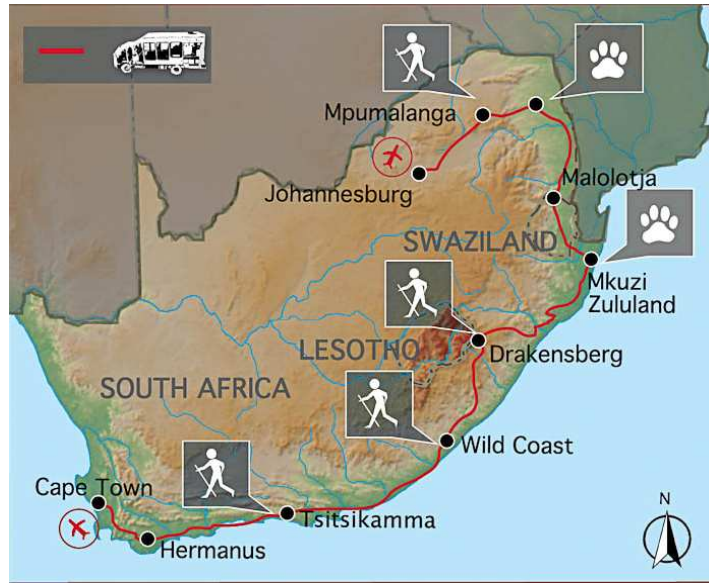 Mpumalanga
Johannesburg
Malolotja
SWAZILAND
Mkuzi
Zululand
LESOTHO
Drakensberg
SOUTH AFRICA
Wild Coast
Cape Town
Tsitsikamma
Hermanus
N